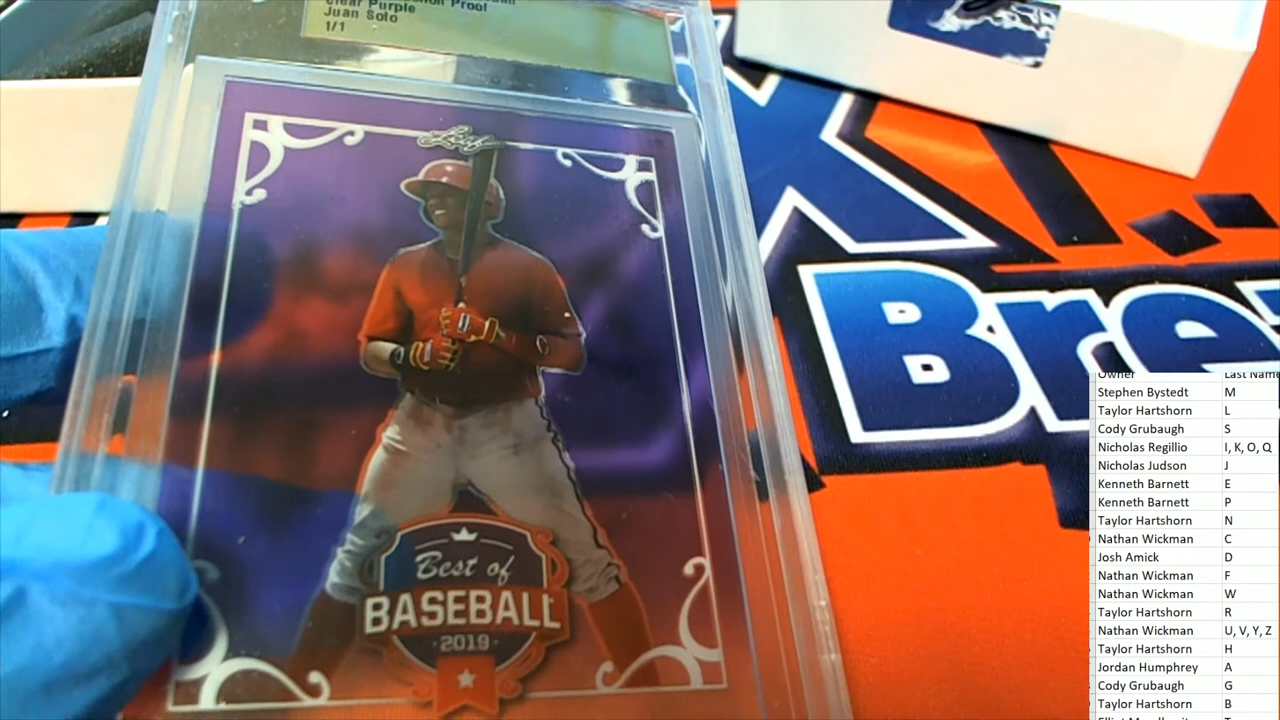 Clear Purple
Proof
Juan Soto
1/1
Leaf
Best of
BASEBALL
2019
X
Bre
Owner Last Name
Stephen Bystedt M
Taylor Hartshorn L
Cody Grubaugh S
Nicholas Regillio I, K, O, Q
Nicholas Judson J
Kenneth Barnett E
Kenneth Barnett P
Taylor Hartshorn N
Nathan Wickman C
Josh Amick D
Nathan Wickman F
Nathan Wickman W
Taylor Hartshorn R
Nathan Wickman U, V, Y, Z
Taylor Hartshorn H
Jordan Humphrey A
Cody Grubaugh G
Taylor Hartshorn B